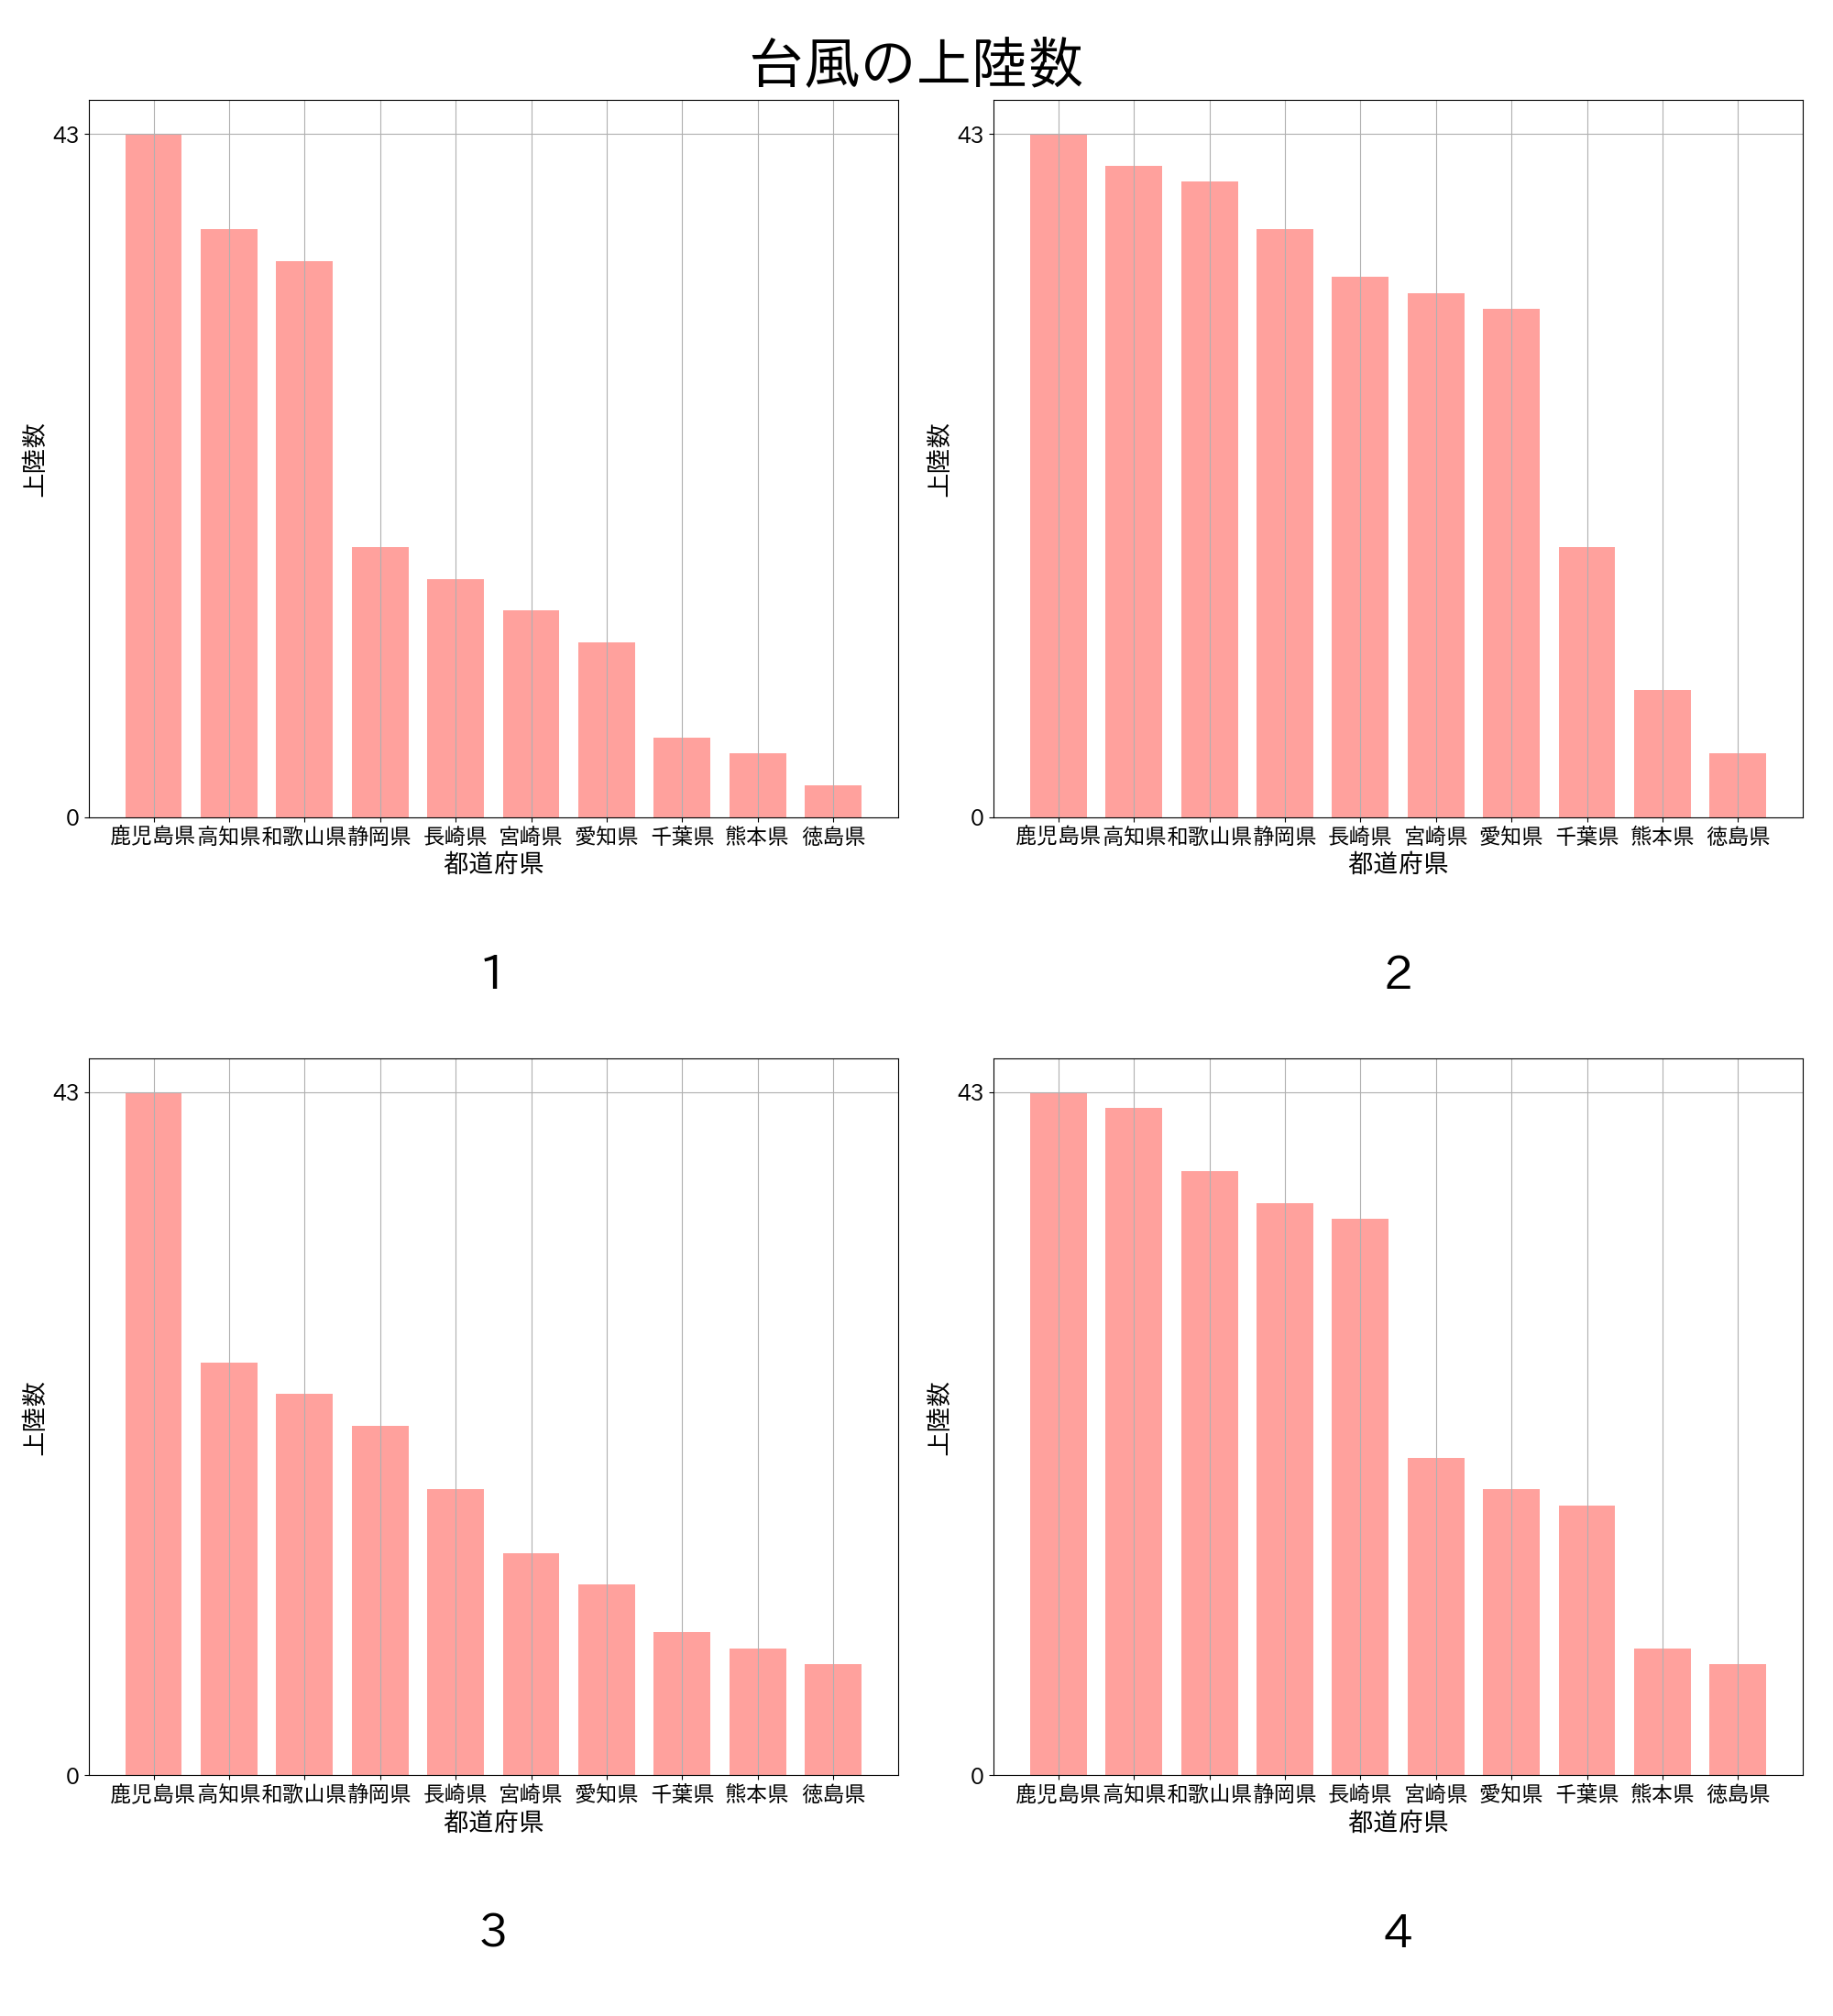 台風の上陸数
43
0
上陸数
鹿児島県 高知県 和歌山県 静岡県 長崎県 宮崎県 愛知県 千葉県 熊本県 徳島県
都道府県
1
43
0
上陸数
鹿児島県 高知県 和歌山県 静岡県 長崎県 宮崎県 愛知県 千葉県 熊本県 徳島県
都道府県
2
43
0
上陸数
鹿児島県 高知県 和歌山県 静岡県 長崎県 宮崎県 愛知県 千葉県 熊本県 徳島県
都道府県
3
43
0
上陸数
鹿児島県 高知県 和歌山県 静岡県 長崎県 宮崎県 愛知県 千葉県 熊本県 徳島県
都道府県
4